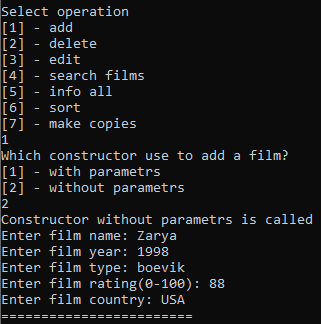 Select operation
[1] - add
[2] - delete
[3] - edit
[4] - search films
[5] - info all
[6] - sort
[7] - make copies
1
Which constructor use to add a film?
[1] - with parametrs
[2] - without parametrs
2
Constructor without parametrs is called
Enter film name: Zarya
Enter film year: 1998
Enter film type: boevik
Enter film rating(0-100): 88
Enter film country: USA
========================